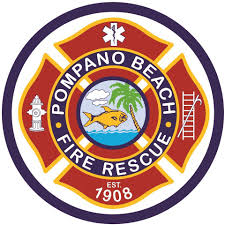 POMPANO BEACH
FIRE RESCUE
EST.
1908